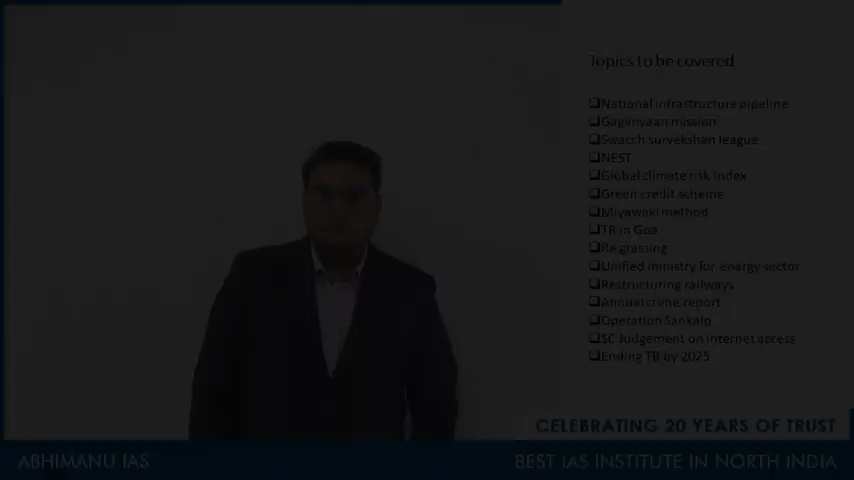 Topics to be covered
❑National infrastructure pipeline
❑Gaganyaan mission
❑Swacch survekshan league
❑NEST
❑Global climate risk index
❑Green credit scheme
❑Miyawaki method
❑TR in Goa
❑Re grassing
❑Unified ministry for energy sector
❑Restructuring railways
❑Annual crime report
❑Operation Sankalp
❑SC Judgement on internet access
❑Ending TB by 2025
CELEBRATING 20 YEARS OF TRUST
ABHIMANU IAS
BEST IAS INSTITUTE IN NORTH INDIA